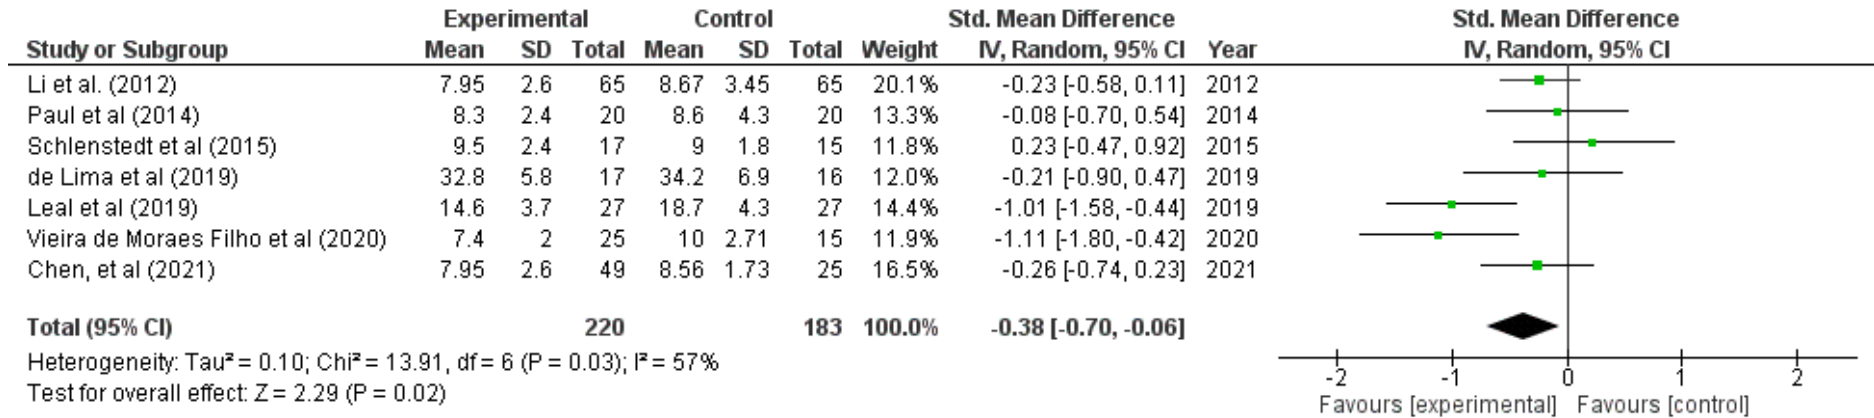 Experimental Control Std. Mean Difference Std. Mean Difference
Study or Subgroup Mean SD Total Mean SD Total Weight IV, Random, 95% CI Year IV, Random, 95% CI
Li et al. (2012) 7.95 2.6 65 8.67 3.45 65 20.1% -0.23 [-0.58, 0.11] 2012
Paul et al (2014) 8.3 2.4 20 8.6 4.3 20 13.3% -0.08 [-0.70, 0.54] 2014
Schlenstedt et al (2015) 9.5 2.4 17 9 1.8 15 11.8% 0.23 [-0.47, 0.92] 2015
de Lima et al (2019) 32.8 5.8 17 34.2 6.9 16 12.0% -0.21 [-0.90, 0.47] 2019
Leal et al (2019) 14.6 3.7 27 18.7 4.3 27 14.4% -1.01 [-1.58, -0.44] 2019
Vieira de Moraes Filho et al (2020) 7.4 2 25 10 2.71 15 11.9% -1.11 [-1.80, -0.42] 2020
Chen, et al (2021) 7.95 2.6 49 8.56 1.73 25 16.5% -0.26 [-0.74, 0.23] 2021
Total (95% CI) 220 183 100.0% -0.38 [-0.70, -0.06]
Heterogeneity: Tau² = 0.10; Chi² = 13.91, df = 6 (P = 0.03); I² = 57%
Test for overall effect: Z = 2.29 (P = 0.02)
-2 -1 0 1 2
Favours [experimental] Favours [control]